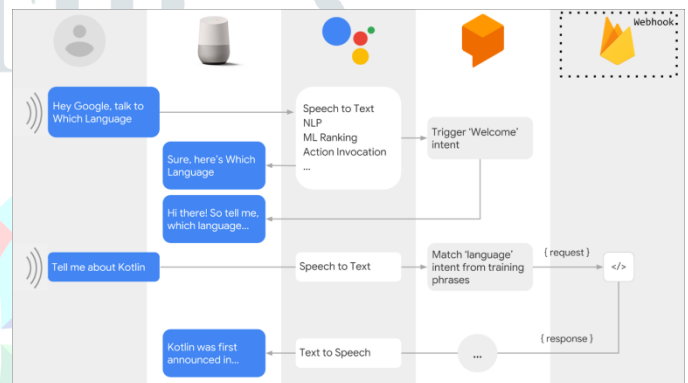 Webhook
Hey Google, talk to
Which Language
Speech to Text
NLP
ML Ranking
Action Invocation
...
Trigger ‘Welcome’
intent
Sure, here's Which
Language
Hi there! So tell me,
which language...
Tell me about Kotlin
Speech to Text
Match ‘language’
intent from training
phrases
{ request }
</>
Kotlin was first
announced in...
Text to Speech
...
{ response }